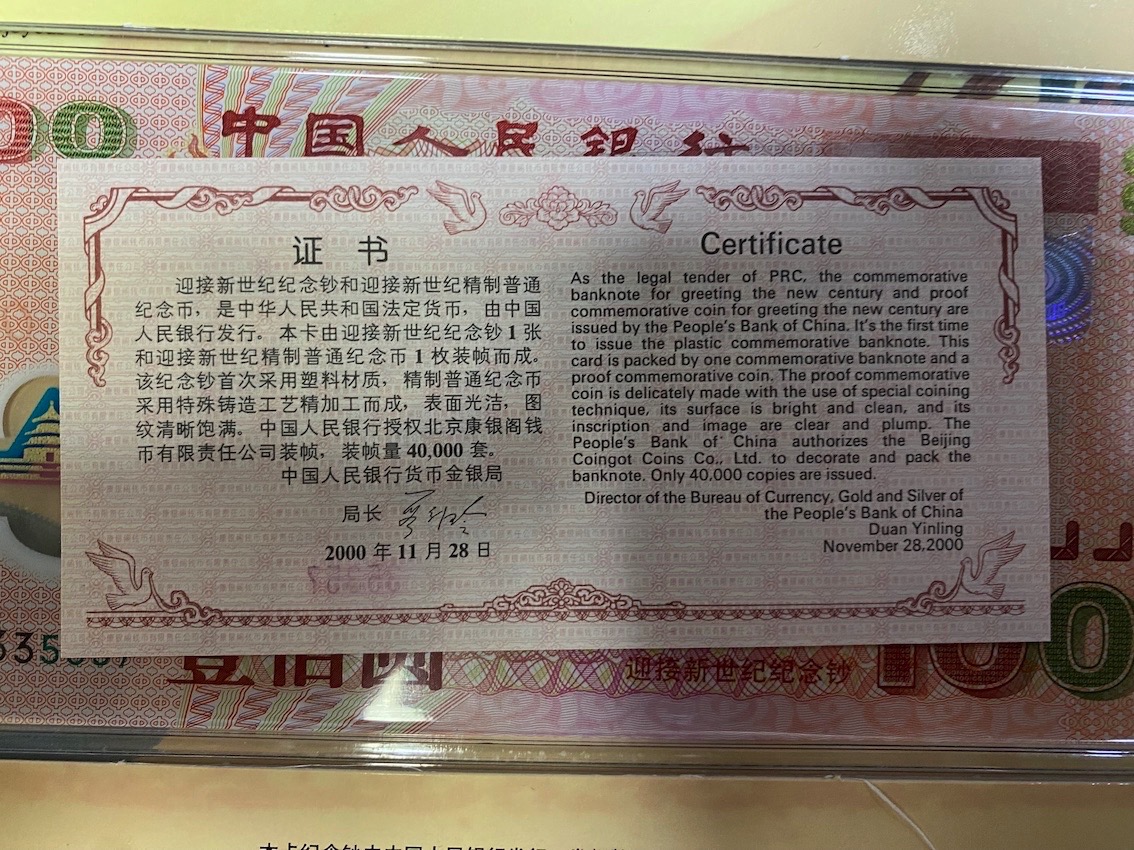 00
中国人民银行
证 书
迎接新世纪纪念钞和迎接新世纪精制普通
纪念币，是中华人民共和国法定货币，由中国
人民银行发行。本卡由迎接新世纪纪念钞 1 张
和迎接新世纪精制普通纪念币 1 枚装帧而成。
该纪念钞首次采用塑料材质，精制普通纪念币
采用特殊铸造工艺精加工而成，表面光洁，图
纹清晰饱满。中国人民银行授权北京康银阁钱
币有限责任公司装帧，装帧量 40,000 套。
中国人民银行货币金银局
局长
2000 年 11 月 28 日
Certificate
As the legal tender of PRC, the commemorative
banknote for greeting the new century and proof
commemorative coin for greeting the new century are
issued by the People's Bank of China. It's the first time
to issue the plastic commemorative banknote. This
card is packed by one commemorative banknote and a
proof commemorative coin. The proof commemorative
coin is delicately made with the use of special coining
technique, its surface is bright and clean, and its
inscription and image are clear and plump. The
People's Bank of China authorizes the Beijing
Coingot Coins Co., Ltd. to decorate and pack the
banknote. Only 40.000 copies are issued.
Director of the Bureau of Currency, Gold and Silver of
the People's Bank of China
Duan Yinling
November 28,2000
壹佰圆
迎接新世纪纪念钞
100